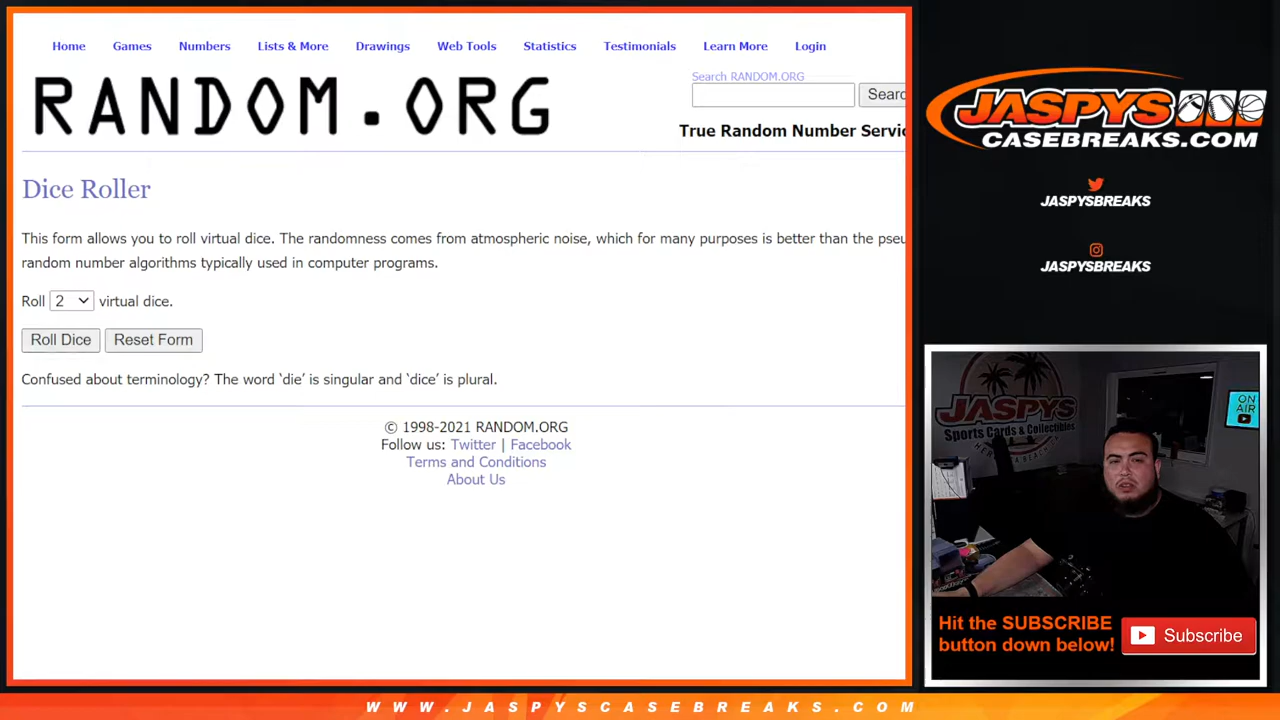 Home Games Numbers Lists & More Drawings Web Tools Statistics Testimonials Learn More Login
RANDOM.ORG
Search RANDOM.ORG
Searc
True Random Number Servic
Dice Roller
This form allows you to roll virtual dice. The randomness comes from atmospheric noise, which for many purposes is better than the pseu
random number algorithms typically used in computer programs.
Roll 2 virtual dice.
Roll Dice Reset Form
Confused about terminology? The word ‘die’ is singular and ‘dice’ is plural.
© 1998-2021 RANDOM.ORG
Follow us: Twitter | Facebook
Terms and Conditions
About Us
JASPYS
CASEBREAKS.COM
JASPYSBREAKS
JASPYSBREAKS
JASPYS
Sports Cards & Collectibles
ON
AIR
Hit the SUBSCRIBE
button down below!
Subscribe
WWW.JASPYSCASEBREAKS.COM